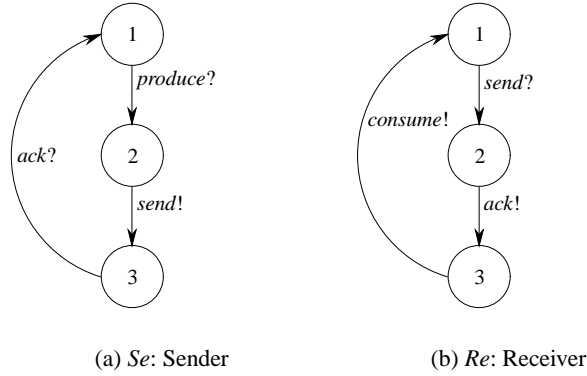 1
produce?
2
ack?
send!
3
(a) Se: Sender
1
send?
consume!
2
ack!
3
(b) Re: Receiver